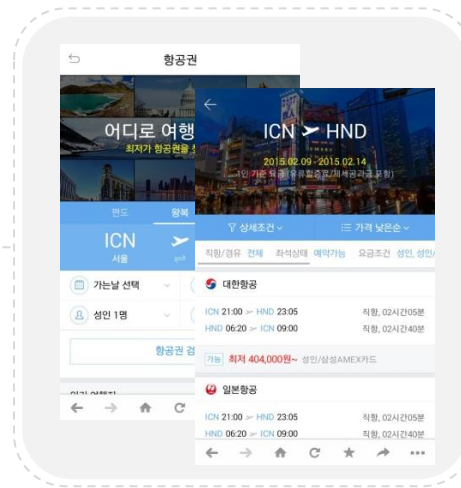 항공권
어디로 여행
최저가 항공권을
편도 왕복
ICN
서울
가는날 선택
성인 1명
항공권 검
ICN HND
2015.02.09 - 2015.02.14
1인 기준 요금 (유류할증료/제세공과금 포함)
상세조건 가격 낮은순
직항/경유 전체 좌석상태 예약가능 요금조건 성인, 성인/
대한항공
ICN 21:00 HND 23:05 직항, 02시간05분
HND 06:20 ICN 09:00 직항, 02시간40분
가능 최저 404,000원~ 성인/삼성AMEX카드
일본항공
ICN 21:00 HND 23:05 직항, 02시간05분
HND 06:20 ICN 09:00 직항, 02시간40분